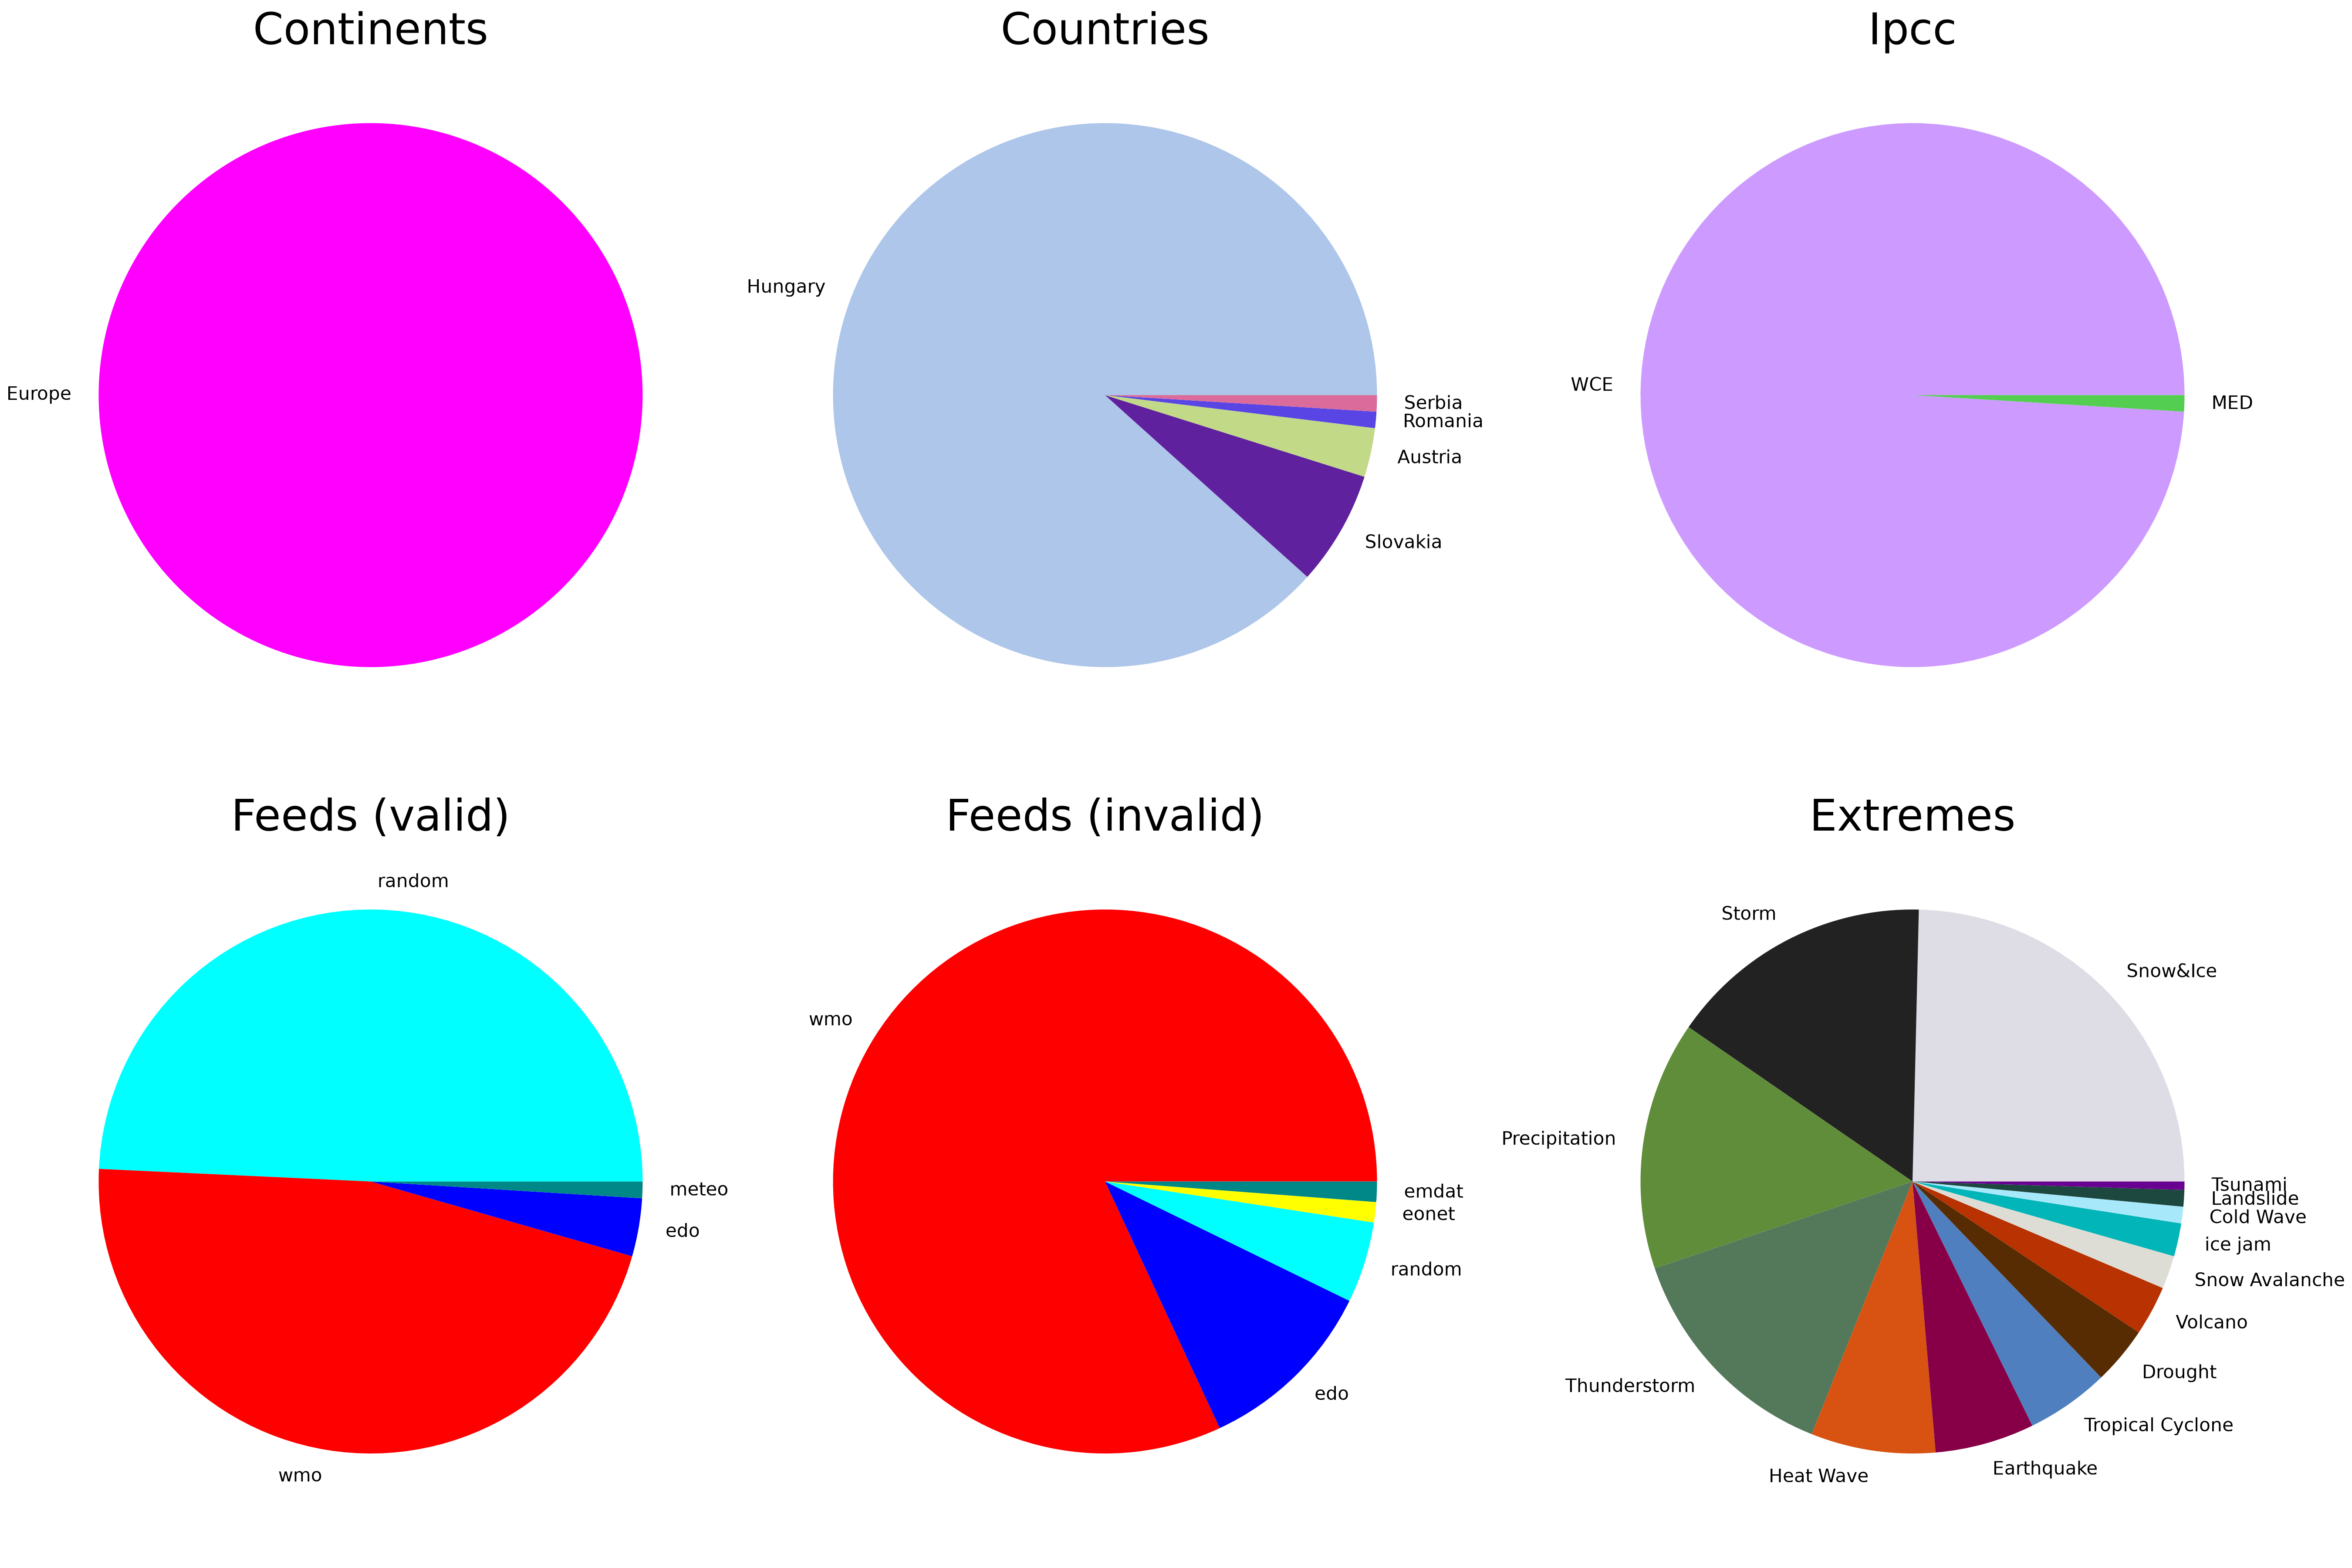 Continents
Europe
Countries
Hungary
Serbia
Romania
Austria
Slovakia
Ipcc
WCE
MED
Feeds (valid)
random
meteo
edo
wmo
Feeds (invalid)
wmo
emdat
eonet
random
edo
Extremes
Storm
Snow&Ice
Precipitation
Tsunami
Landslide
Cold Wave
ice jam
Snow Avalanche
Volcano
Drought
Thunderstorm
Tropical Cyclone
Earthquake
Heat Wave